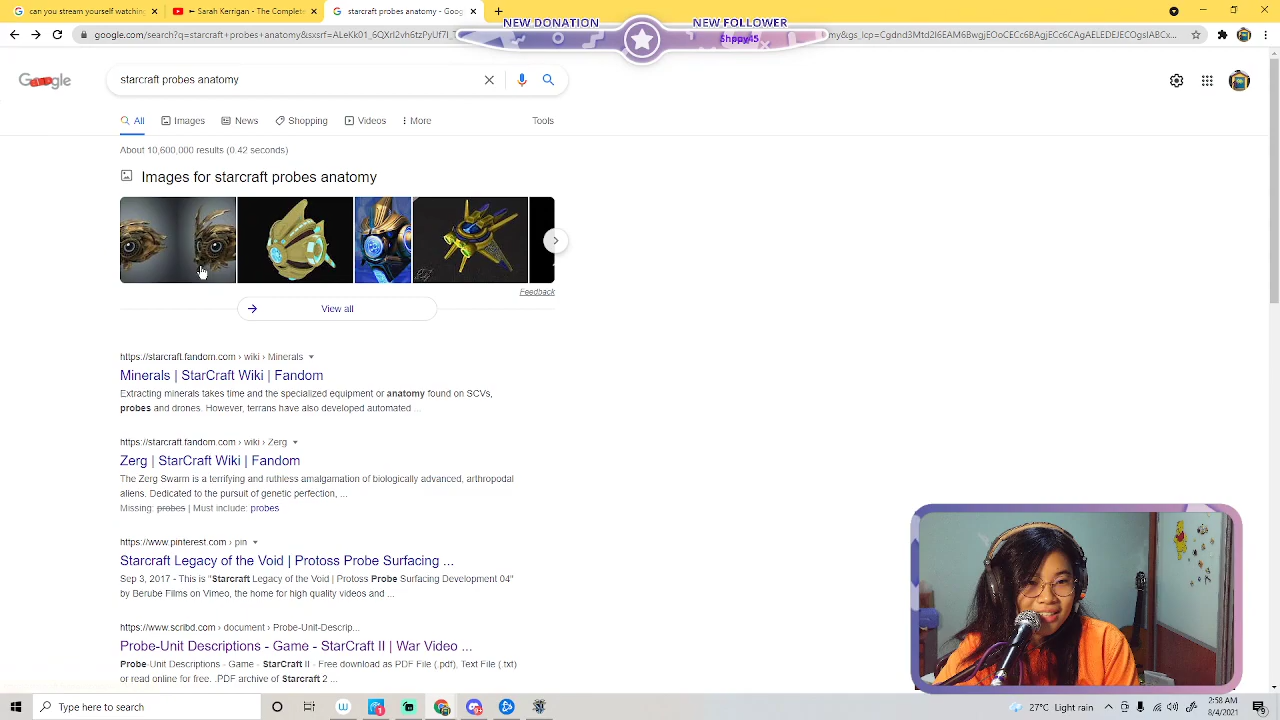 can you stream yourself watching
StarCraft - Sarah Kerrigan - The
starcraft probes anatomy - Googl
NEW DONATION
NEW FOLLOWER
Shppy45
Google
starcraft probes anatomy
All
Images
News
Shopping
Videos
More
Tools
About 10,600,000 results (0.42 seconds)
Images for starcraft probes anatomy
Feedback
View all
https://starcraft.fandom.com › wiki › Minerals
Minerals | StarCraft Wiki | Fandom
Extracting minerals takes time and the specialized equipment or anatomy found on SCVs,
probes and drones. However, terrans have also developed automated ...
https://starcraft.fandom.com › wiki › Zerg
Zerg | StarCraft Wiki | Fandom
The Zerg Swarm is a terrifying and ruthless amalgamation of biologically advanced, arthropodal
aliens. Dedicated to the pursuit of genetic perfection, ...
Missing: probes | Must include: probes
https://www.pinterest.com › pin
Starcraft Legacy of the Void | Protoss Probe Surfacing ...
Sep 3, 2017 - This is "Starcraft Legacy of the Void | Protoss Probe Surfacing Development 04"
by Berube Films on Vimeo, the home for high quality videos and ...
https://www.scribd.com › document › Probe-Unit-Descrip...
Probe-Unit Descriptions - Game - StarCraft II | War Video ...
Probe-Unit Descriptions - Game - StarCraft II - Free download as PDF File (.pdf), Text File (.txt)
or read online for free. .PDF archive of Starcraft 2 ...
Type here to search
27°C Light rain
2:58 AM
8/4/2021